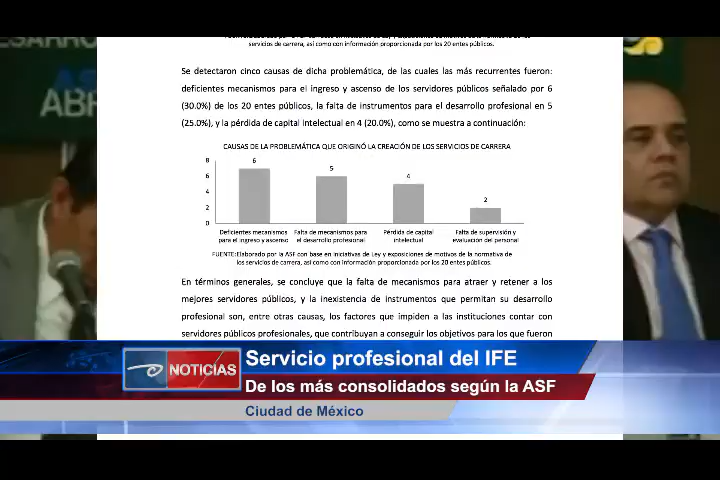 DESARRO
ABR
servicios de carrera, así como con información proporcionada por los 20 entes públicos.
Se detectaron cinco causas de dicha problemática, de las cuales las más recurrentes fueron:
deficientes mecanismos para el ingreso y ascenso de los servidores públicos señalado por 6
(30.0%) de los 20 entes públicos, la falta de instrumentos para el desarrollo profesional en 5
(25.0%), y la pérdida de capital intelectual en 4 (20.0%), como se muestra a continuación:
CAUSAS DE LA PROBLEMÁTICA QUE ORIGINÓ LA CREACIÓN DE LOS SERVICIOS DE CARRERA
8
6
4
2
0
6
5
4
2
Deficientes mecanismos
para el ingreso y ascenso
Falta de mecanismos para
el desarrollo profesional
Pérdida de capital
intelectual
Falta de supervisión y
evaluación del personal
FUENTE:Elaborado por la ASF con base en Iniciativas de Ley y exposiciones de motivos de la normativa de
los servicios de carrera, así como con información proporcionada por los 20 entes públicos.
En términos generales, se concluye que la falta de mecanismos para atraer y retener a los
mejores servidores públicos, y la inexistencia de instrumentos que permitan su desarrollo
profesional son, entre otras causas, los factores que impiden a las instituciones contar con
servidores públicos profesionales, que contribuyan a conseguir los objetivos para los que fueron
NOTICIAS
Servicio profesional del IFE
De los más consolidados según la ASF
Ciudad de México